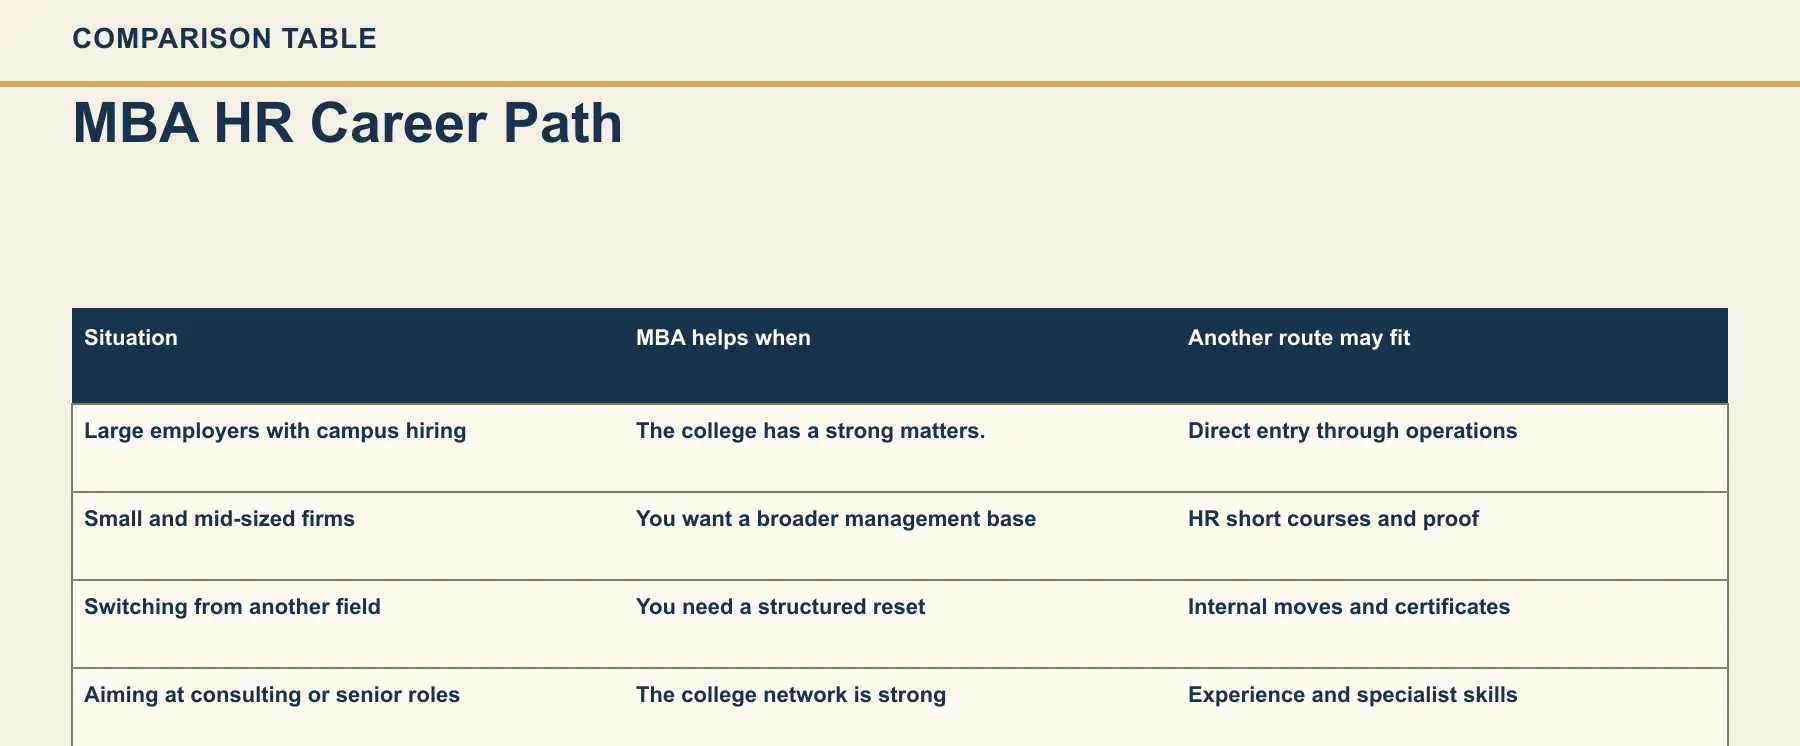 COMPARISON TABLE
MBA HR Career Path
Situation MBA helps when Another route may fit
Large employers with campus hiring The college has a strong matters. Direct entry through operations
Small and mid-sized firms You want a broader management base HR short courses and proof
Switching from another field You need a structured reset Internal moves and certificates
Aiming at consulting or senior roles The college network is strong Experience and specialist skills